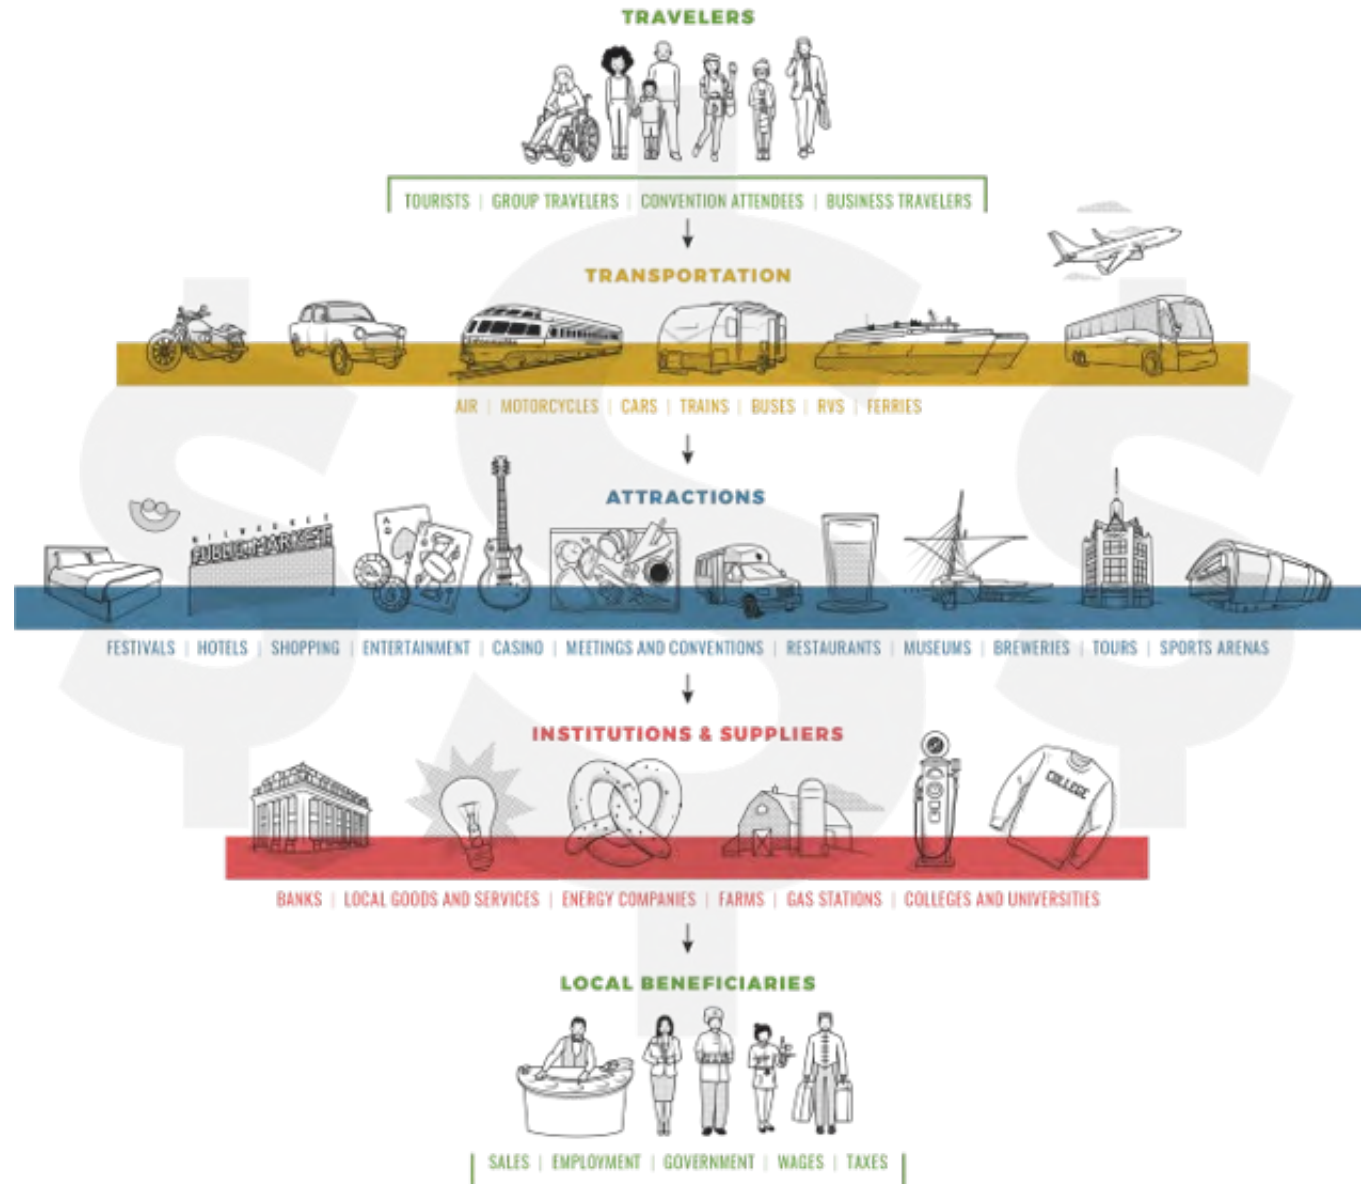 TRAVELERS
TOURISTS | GROUP TRAVELERS | CONVENTION ATTENDEES | BUSINESS TRAVELERS
TRANSPORTATION
AIR | MOTORCYCLES | CARS | TRAINS | BUSES | RVS | FERRIES
ATTRACTIONS
MILWAUKEE
PUBLIC MARKET
A
FESTIVALS | HOTELS | SHOPPING | ENTERTAINMENT | CASINO | MEETINGS AND CONVENTIONS | RESTAURANTS | MUSEUMS | BREWERIES | TOURS | SPORTS ARENAS
INSTITUTIONS & SUPPLIERS
COLLEGE
BANKS | LOCAL GOODS AND SERVICES | ENERGY COMPANIES | FARMS | GAS STATIONS | COLLEGES AND UNIVERSITIES
LOCAL BENEFICIARIES
SALES | EMPLOYMENT | GOVERNMENT | WAGES | TAXES